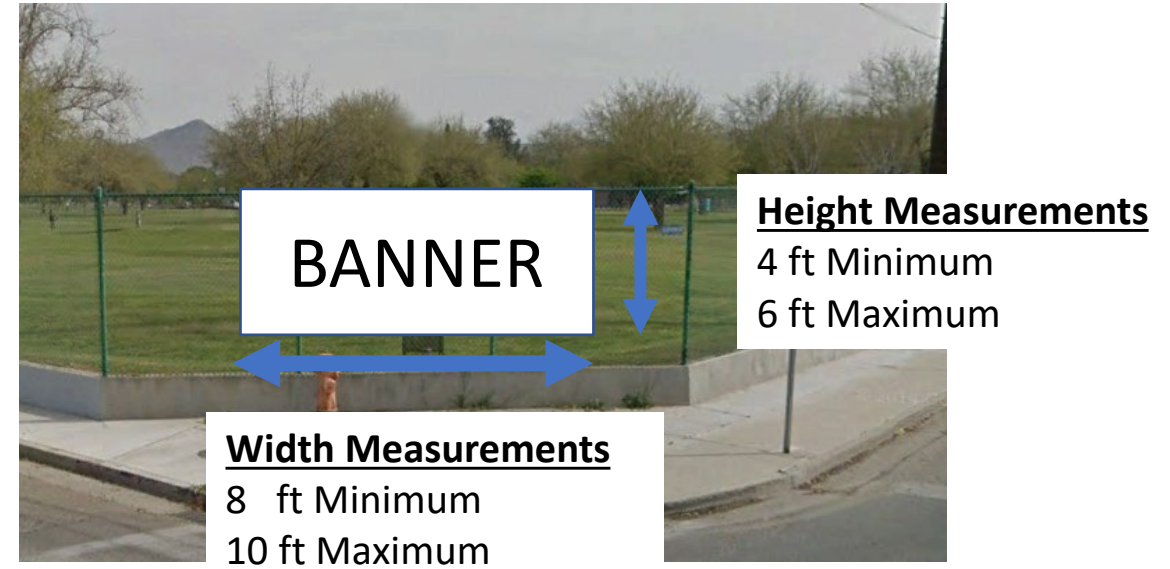 BANNER
Height Measurements
4 ft Minimum
6 ft Maximum
Width Measurements
8   ft Minimum
10 ft Maximum